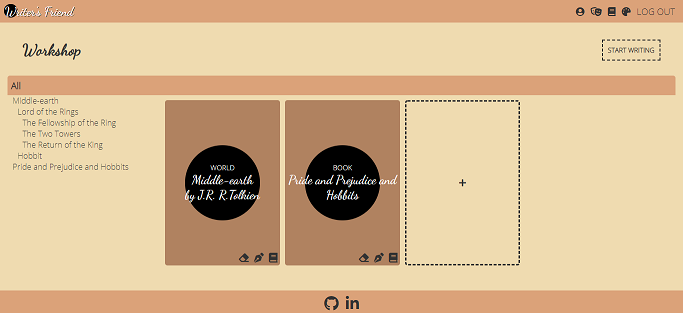 Writer's Friend
LOG OUT
Workshop
START WRITING
All
Middle-earth
Lord of the Rings
The Fellowship of the Ring
The Two Towers
The Return of the King
Hobbit
Pride and Prejudice and Hobbits
WORLD
Middle-earth
by J.R. R.Tolkien
BOOK
Pride and Prejudice and
Hobbits
+
in